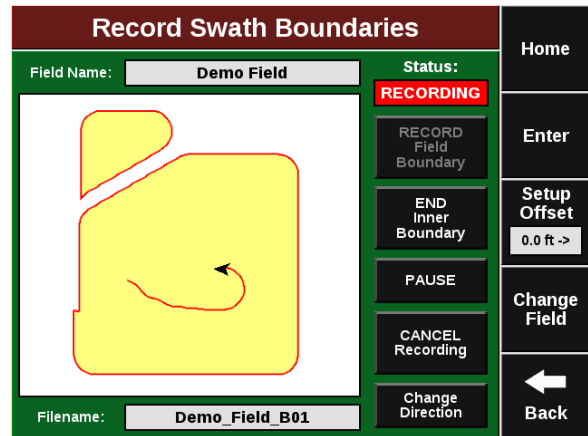 Record Swath Boundaries
Field Name:
Demo Field
Status:
RECORDING
RECORD
Field
Boundary
END
Inner
Boundary
PAUSE
CANCEL
Recording
Change
Direction
Filename:
Demo_Field_B01
Home
Enter
Setup
Offset
0.0 ft ->
Change
Field
Back